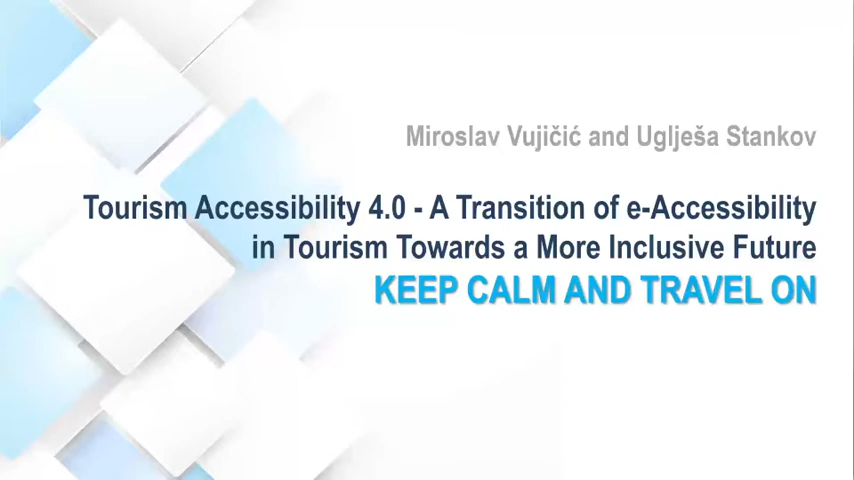 Miroslav Vujičić and Uglješa Stankov
Tourism Accessibility 4.0 - A Transition of e-Accessibility
in Tourism Towards a More Inclusive Future
KEEP CALM AND TRAVEL ON